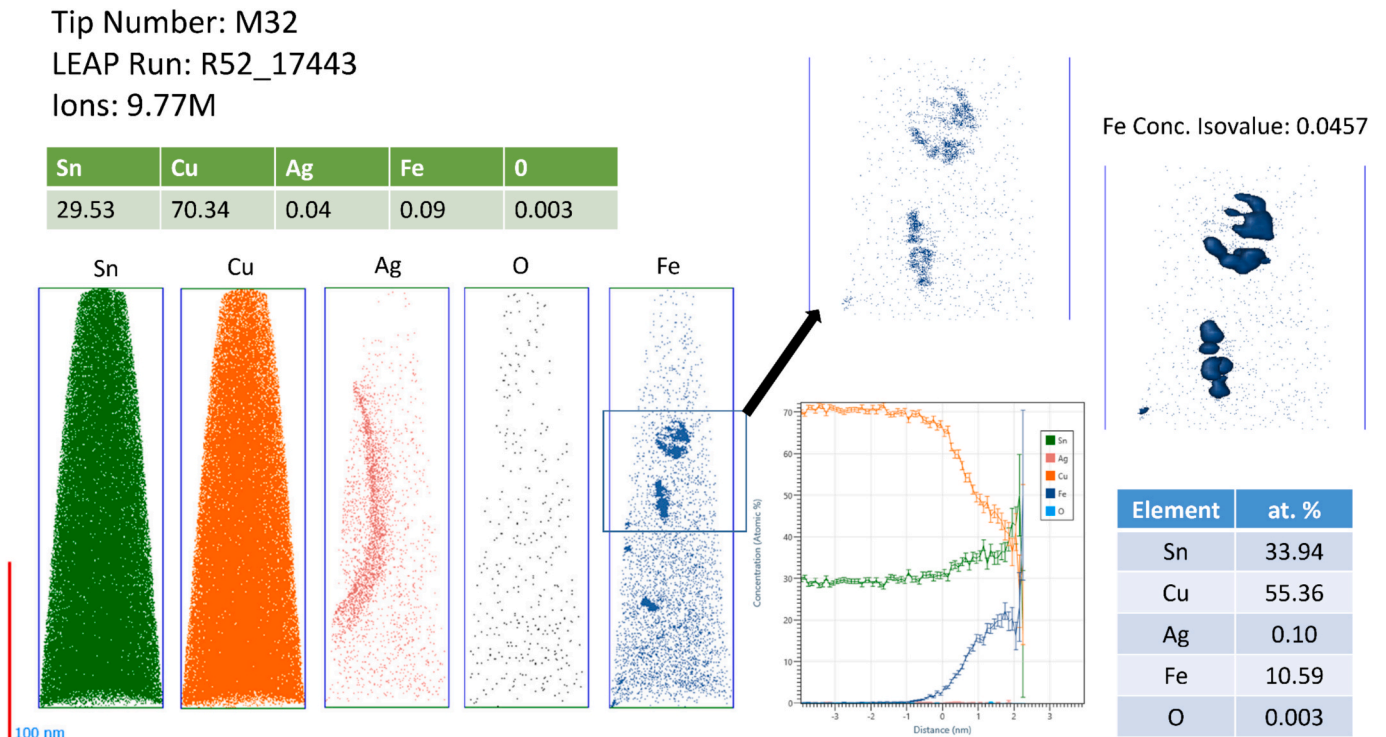 Tip Number: M32
LEAP Run: R52_17443
Ions: 9.77M
Sn Cu Ag Fe 0
29.53 70.34 0.04 0.09 0.003
Sn Cu Ag O Fe
100 nm
Fe Conc. Isovalue: 0.0457
Concentration (Atomic %)
70
60
50
40
30
20
10
0
-3 -2 -1 0 1 2 3
Distance (nm)
Sn
Ag
Cu
Fe
O
Element at. %
Sn 33.94
Cu 55.36
Ag 0.10
Fe 10.59
O 0.003